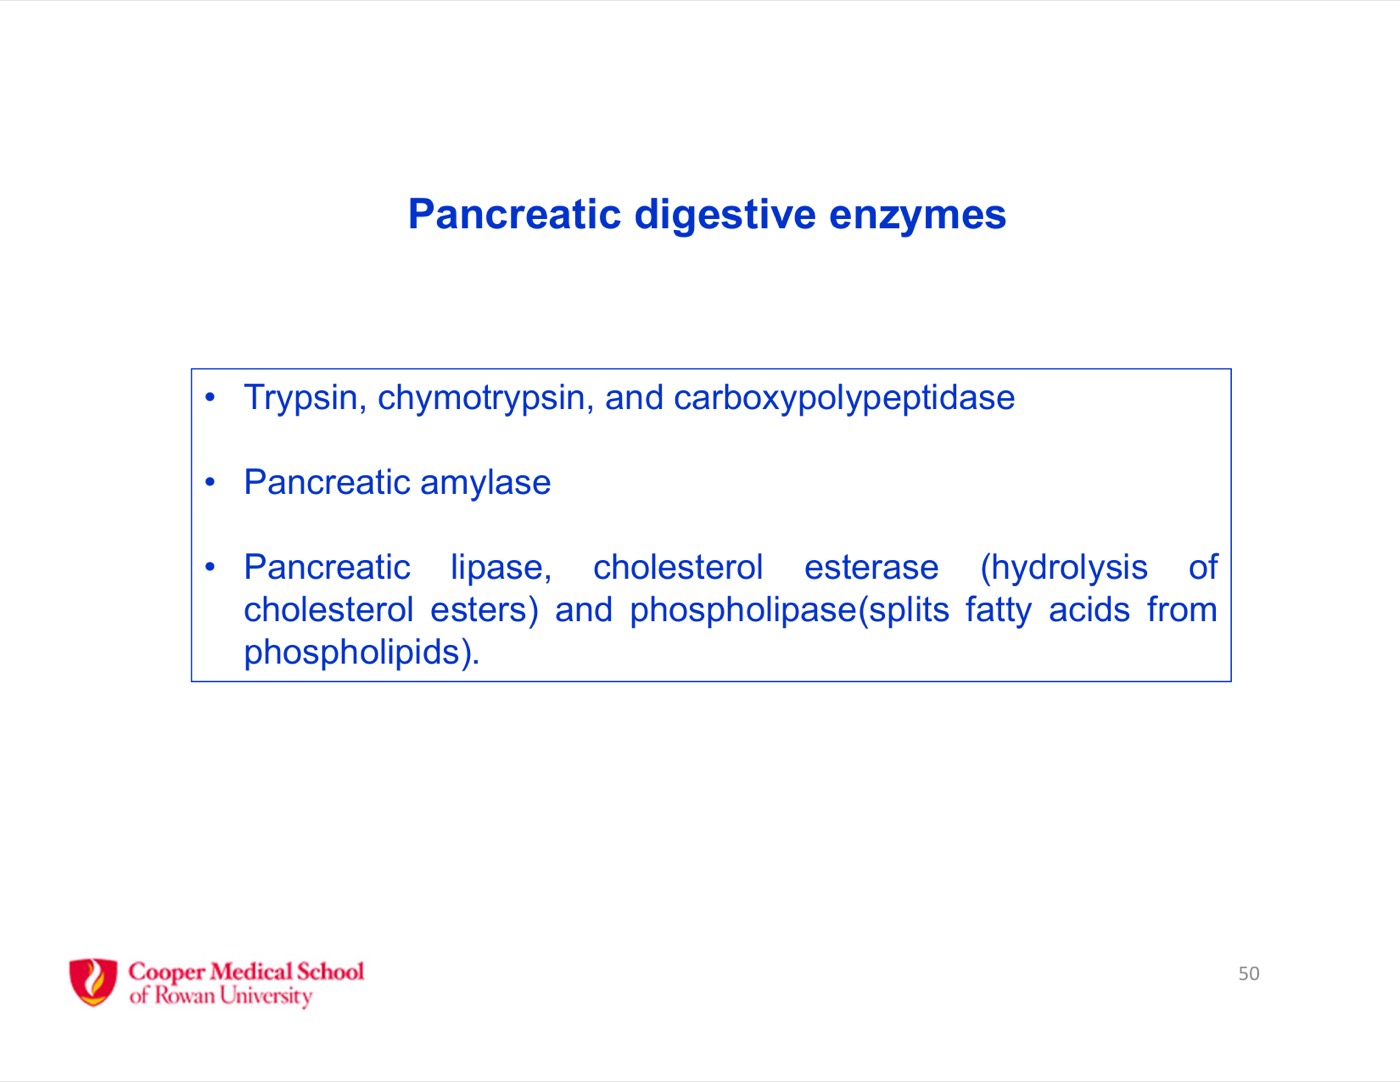 Pancreatic digestive enzymes
• Trypsin, chymotrypsin, and carboxypolypeptidase
• Pancreatic amylase
• Pancreatic lipase, cholesterol esterase (hydrolysis of
cholesterol esters) and phospholipase(splits fatty acids from
phospholipids).
Cooper Medical School
of Rowan University
50